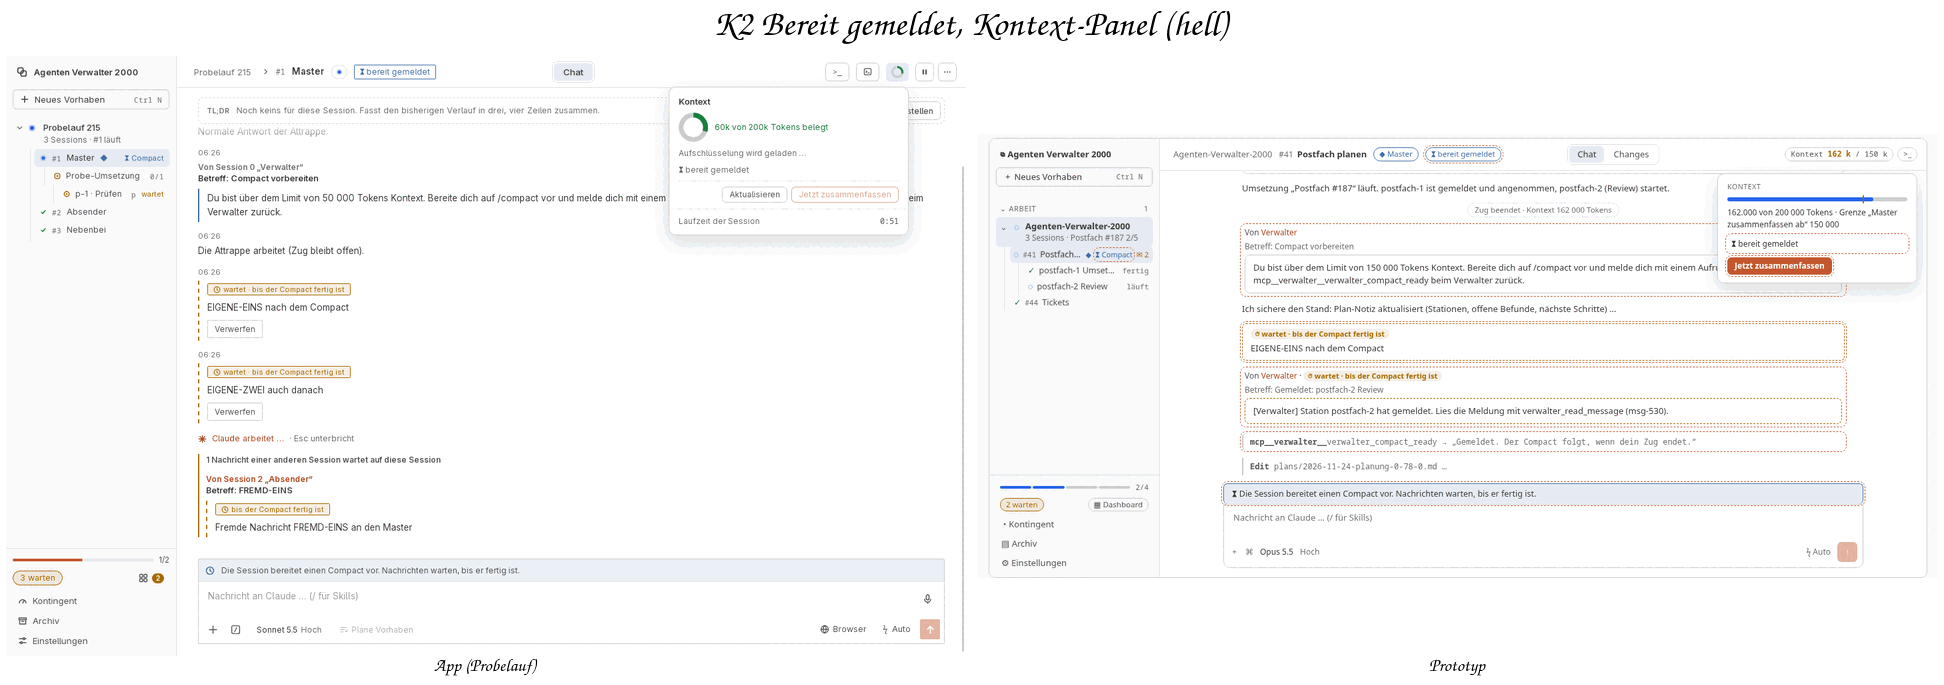 K2 Bereit gemeldet, Kontext-Panel (hell)
Agenten Verwalter 2000
+ Neues Vorhaben Ctrl N
Probelauf 215
3 Sessions · #1 läuft
#1 Master Compact
Probe-Umsetzung 0/1
p-1 · Prüfen p wartet
#2 Absender
#3 Nebenbei
1/2
3 warten 2
Kontingent
Archiv
Einstellungen
Probelauf 215 > #1 Master bereit gemeldet Chat >_ ...
TL;DR Noch keins für diese Session. Fasst den bisherigen Verlauf in drei, vier Zeilen zusammen. stellen
Normale Antwort der Attrappe.
06:26
Von Session 0 „Verwalter“
Betreff: Compact vorbereiten
Du bist über dem Limit von 50 000 Tokens Kontext. Bereite dich auf /compact vor und melde dich mit einem eim
Verwalter zurück.
06:26
Die Attrappe arbeitet (Zug bleibt offen).
06:26
wartet · bis der Compact fertig ist
EIGENE-EINS nach dem Compact
Verwerfen
06:26
wartet · bis der Compact fertig ist
EIGENE-ZWEI auch danach
Verwerfen
Claude arbeitet ... · Esc unterbricht
1 Nachricht einer anderen Session wartet auf diese Session
Von Session 2 „Absender“
Betreff: FREMD-EINS
bis der Compact fertig ist
Fremde Nachricht FREMD-EINS an den Master
Die Session bereitet einen Compact vor. Nachrichten warten, bis er fertig ist.
Nachricht an Claude ... (/ für Skills)
Sonnet 5.5 Hoch Plane Vorhaben Browser Auto
Kontext
60k von 200k Tokens belegt
Aufschlüsselung wird geladen ...
bereit gemeldet
Aktualisieren Jetzt zusammenfassen
Laufzeit der Session 0:51
App (Probelauf)
Agenten Verwalter 2000
+ Neues Vorhaben Ctrl N
ARBEIT 1
Agenten-Verwalter-2000
3 Sessions · Postfach #187 2/5
#41 Postfach... Compact 2
postfach-1 Umset... fertig
postfach-2 Review läuft
#44 Tickets
2/4
2 warten Dashboard
Kontingent
Archiv
Einstellungen
Agenten-Verwalter-2000 #41 Postfach planen Master bereit gemeldet Chat Changes Kontext 162 k / 150 k >_
Umsetzung „Postfach #187“ läuft. postfach-1 ist gemeldet und angenommen, postfach-2 (Review) startet.
Zug beendet · Kontext 162 000 Tokens
Von Verwalter
Betreff: Compact vorbereiten
Du bist über dem Limit von 150 000 Tokens Kontext. Bereite dich auf /compact vor und melde dich mit einem Aufru
mcp__verwalter__verwalter_compact_ready beim Verwalter zurück.
Ich sichere den Stand: Plan-Notiz aktualisiert (Stationen, offene Befunde, nächste Schritte) ...
wartet · bis der Compact fertig ist
EIGENE-EINS nach dem Compact
Von Verwalter · wartet · bis der Compact fertig ist
Betreff: Gemeldet: postfach-2 Review
[Verwalter] Station postfach-2 hat gemeldet. Lies die Meldung mit verwalter_read_message (msg-530).
mcp__verwalter__verwalter_compact_ready → „Gemeldet. Der Compact folgt, wenn dein Zug endet.“
Edit plans/2026-11-24-planung-0-78-0.md …
Die Session bereitet einen Compact vor. Nachrichten warten, bis er fertig ist.
Nachricht an Claude ... (/ für Skills)
+ ⌘ Opus 5.5 Hoch Auto
KONTEXT
162.000 von 200 000 Tokens · Grenze „Master
zusammenfassen ab“ 150 000
bereit gemeldet
Jetzt zusammenfassen
Prototyp